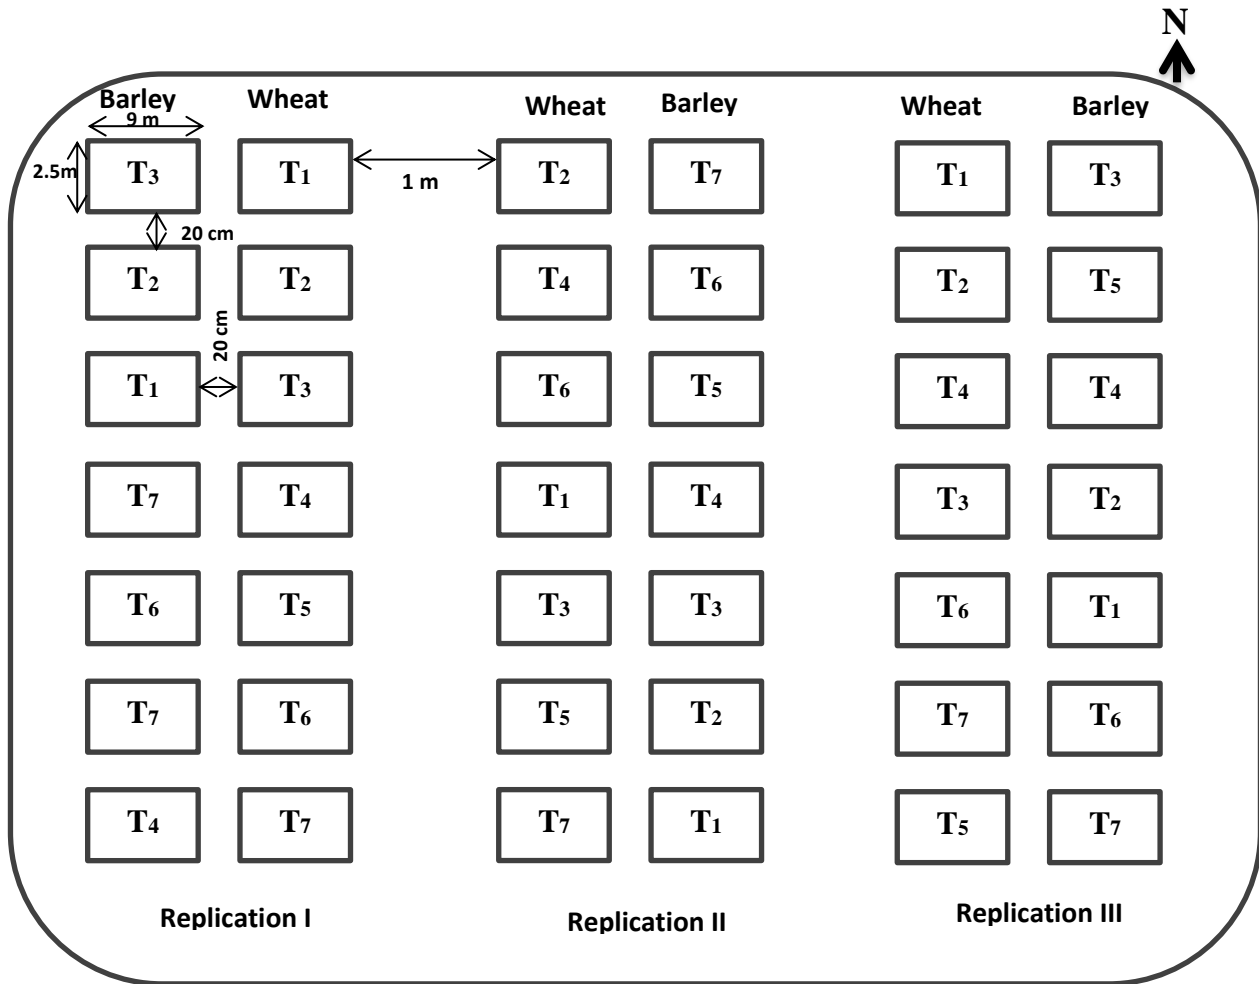 N
Barley Wheat Wheat Barley Wheat Barley
9 m
2.5m T3 T1 1 m T2 T7 T1 T3
20 cm
T2 T2 T4 T6 T2 T5
20 cm
T1 T3 T6 T5 T4 T4
T7 T4 T1 T4 T3 T2
T6 T5 T3 T3 T6 T1
T7 T6 T5 T2 T7 T6
T4 T7 T7 T1 T5 T7
Replication I Replication II Replication III